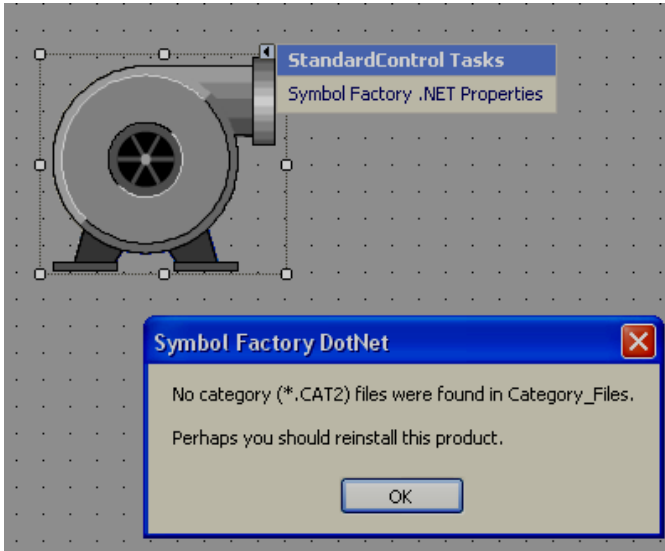 StandardControl Tasks
Symbol Factory .NET Properties
Symbol Factory DotNet
No category (*.CAT2) files were found in Category_Files.
Perhaps you should reinstall this product.
OK